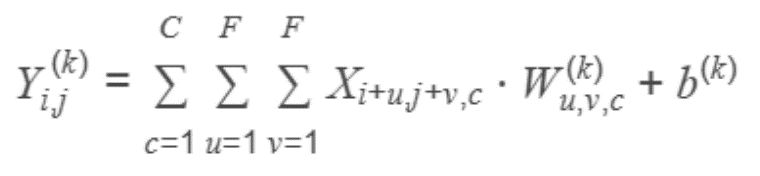 Y_{i,j}^{(k)} = \sum_{c=1}^{C} \sum_{u=1}^{F} \sum_{v=1}^{F} X_{i+u,j+v,c} \cdot W_{u,v,c}^{(k)} + b^{(k)}